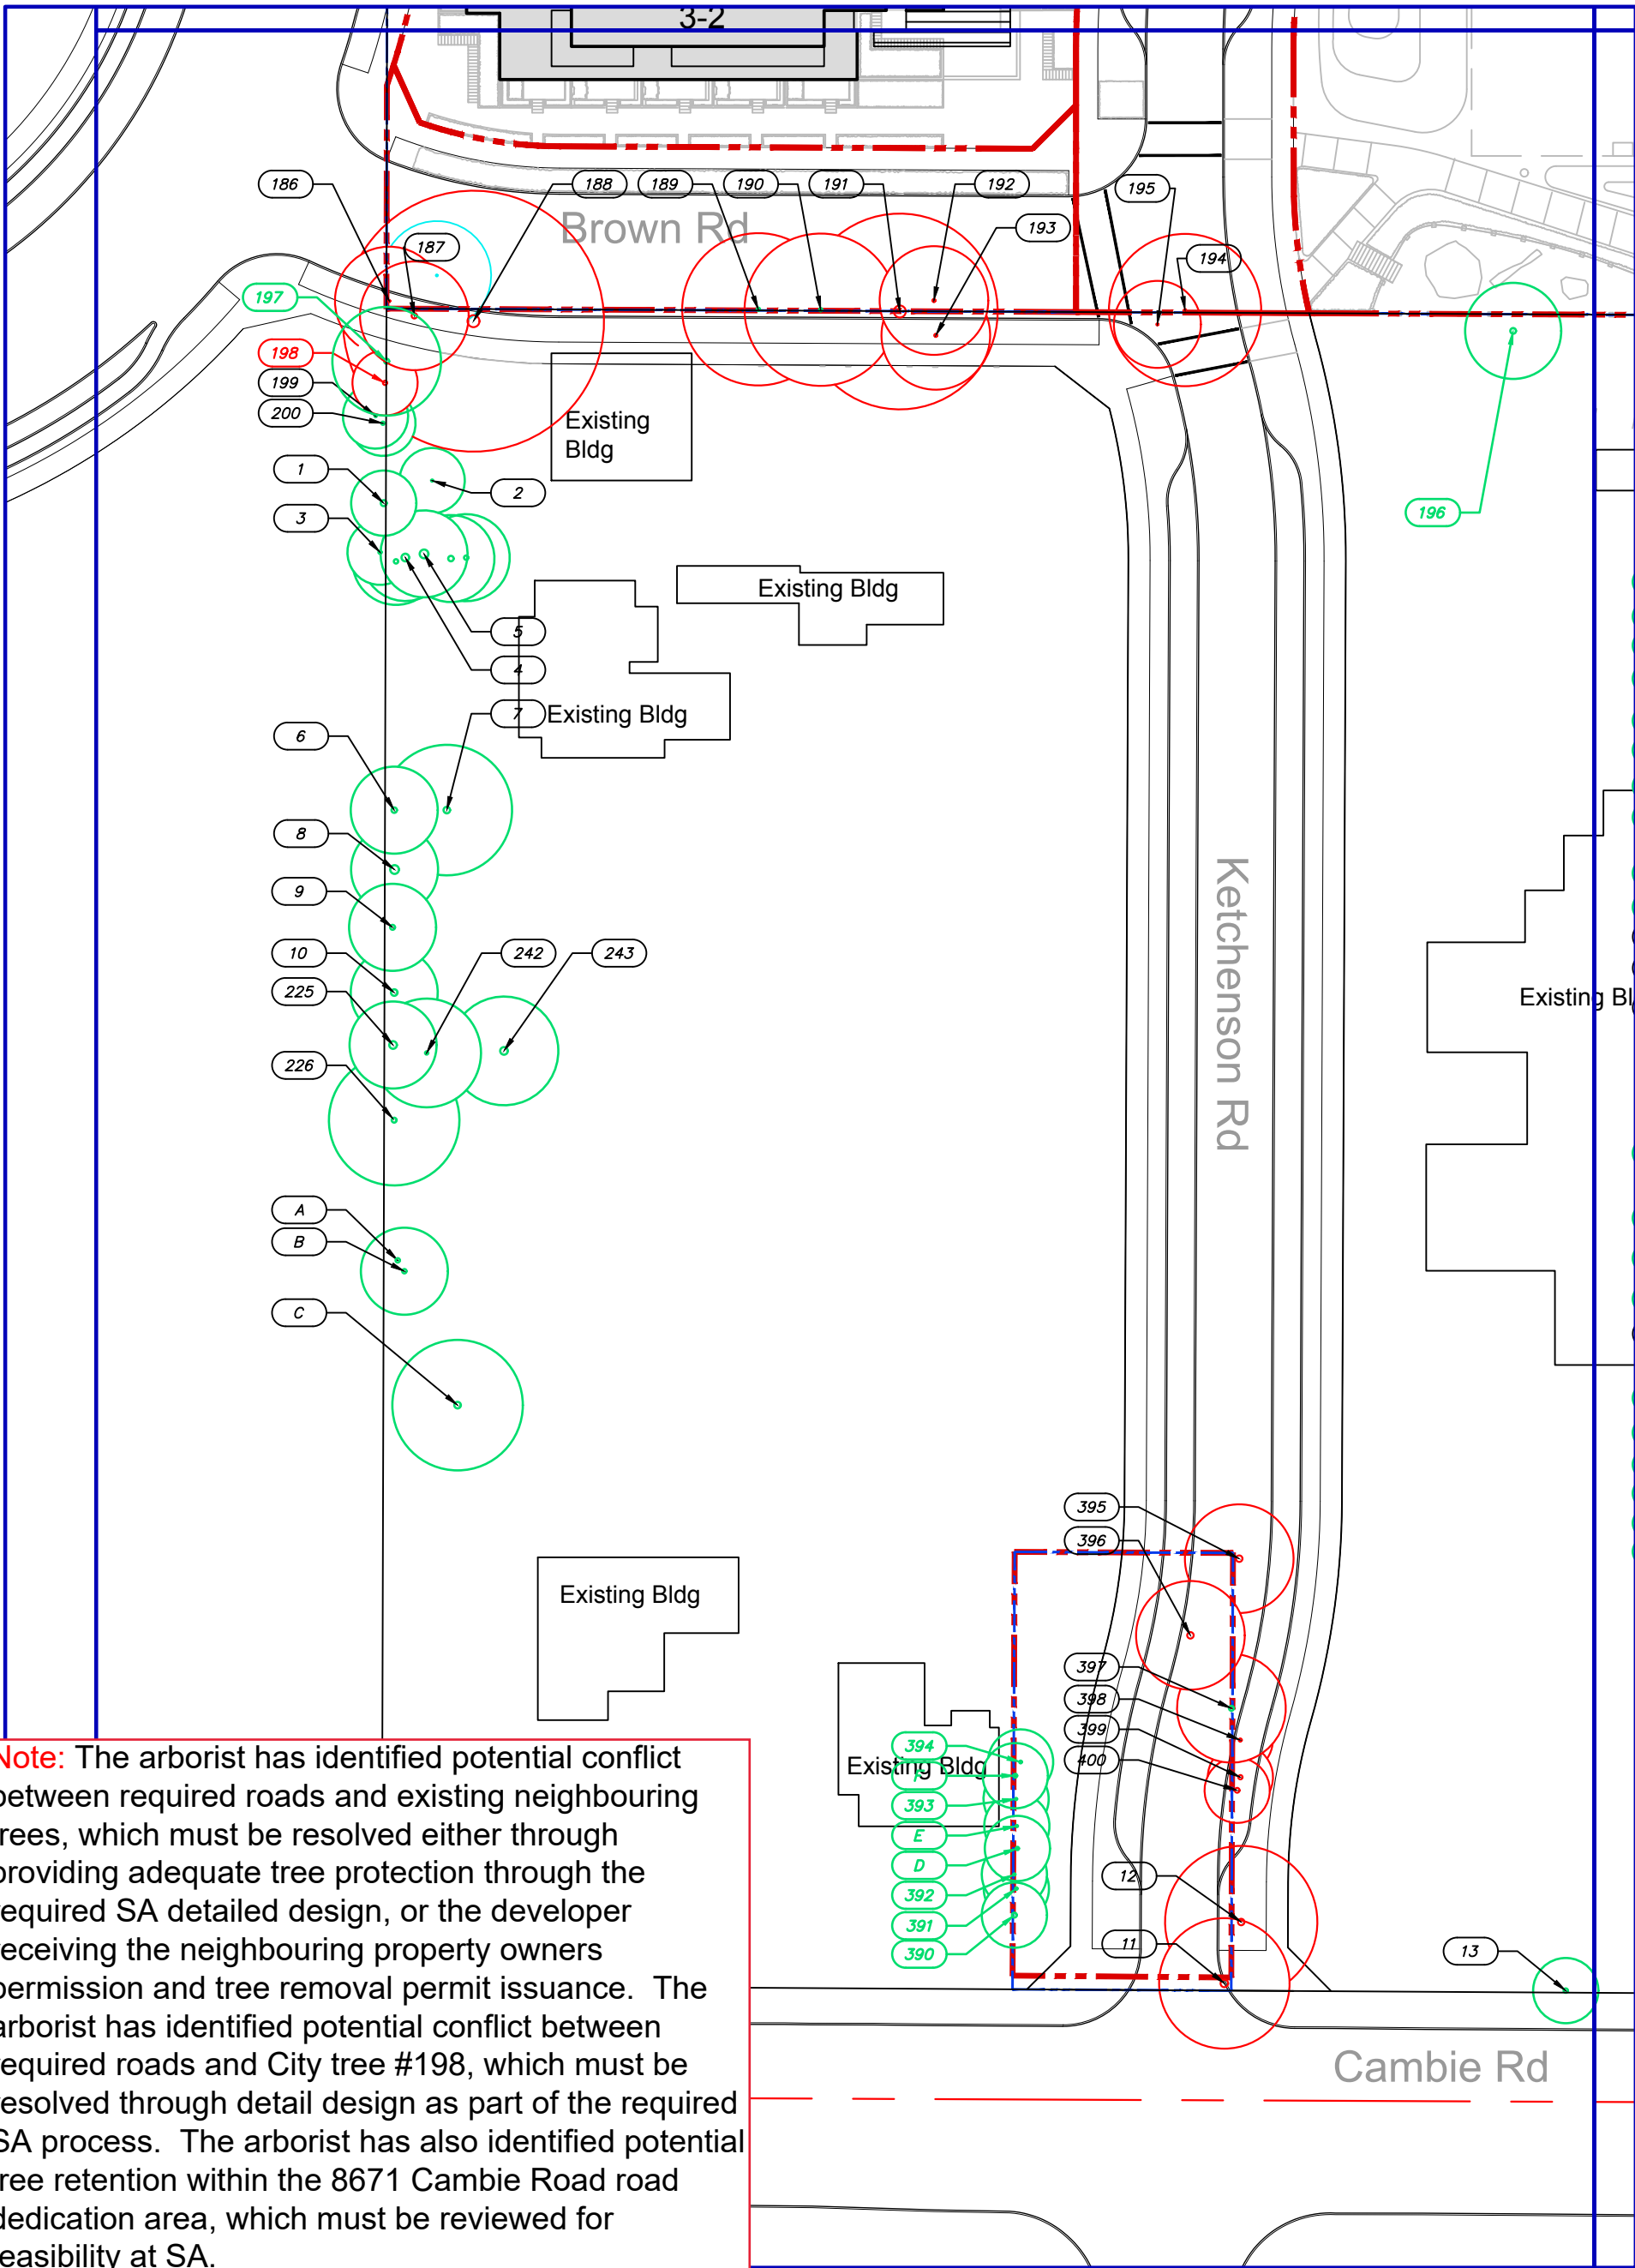 3-2
Brown Rd
186
187
188
189
190
191
192
193
195
194
197
198
199
200
196
Existing
Bldg
1
2
3
5
4
7
Existing Bldg
Existing Bldg
6
8
9
10
225
226
242
243
Ketchenson Rd
A
B
C
395
396
397
398
399
400
Existing Bldg
Existing Bldg
394
F
393
E
D
392
391
390
12
11
13
Cambie Rd
Note: The arborist has identified potential conflict
between required roads and existing neighbouring
trees, which must be resolved either through
providing adequate tree protection through the
required SA detailed design, or the developer
receiving the neighbouring property owners
permission and tree removal permit issuance. The
arborist has identified potential conflict between
required roads and City tree #198, which must be
resolved through detail design as part of the required
SA process. The arborist has also identified potential
tree retention within the 8671 Cambie Road road
dedication area, which must be reviewed for
feasibility at SA.